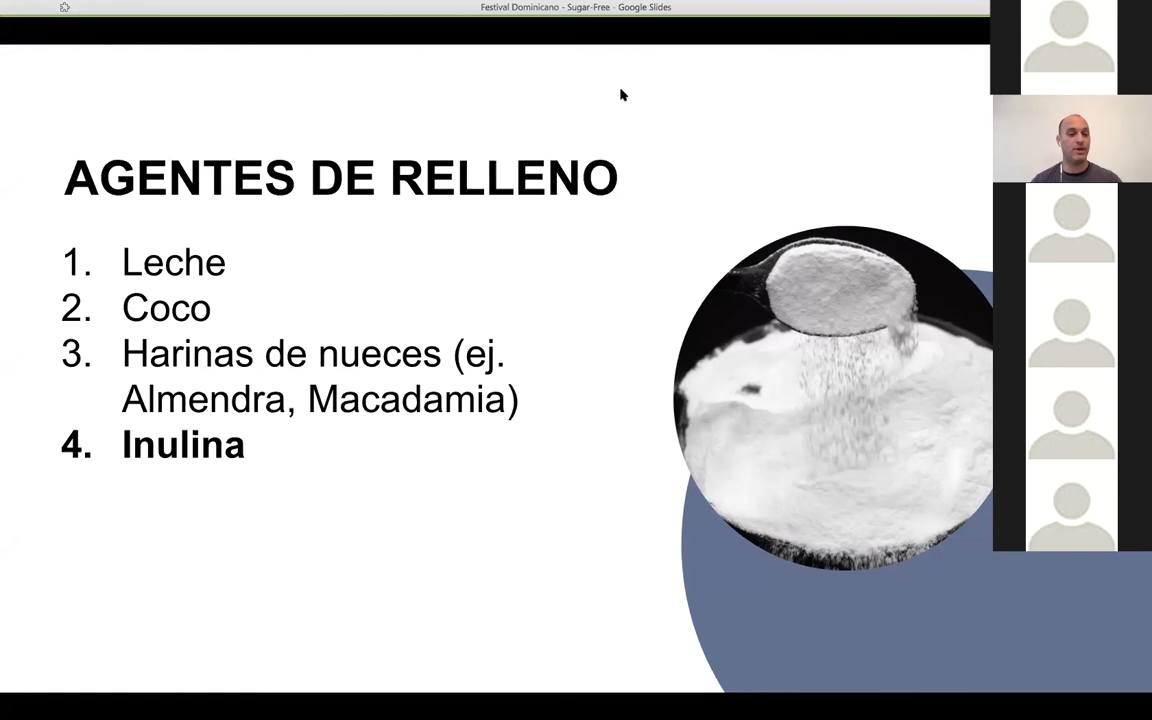 Festival Dominicano - Sugar-Free - Google Slides
AGENTES DE RELLENO
1. Leche
2. Coco
3. Harinas de nueces (ej.
Almendra, Macadamia)
4. Inulina